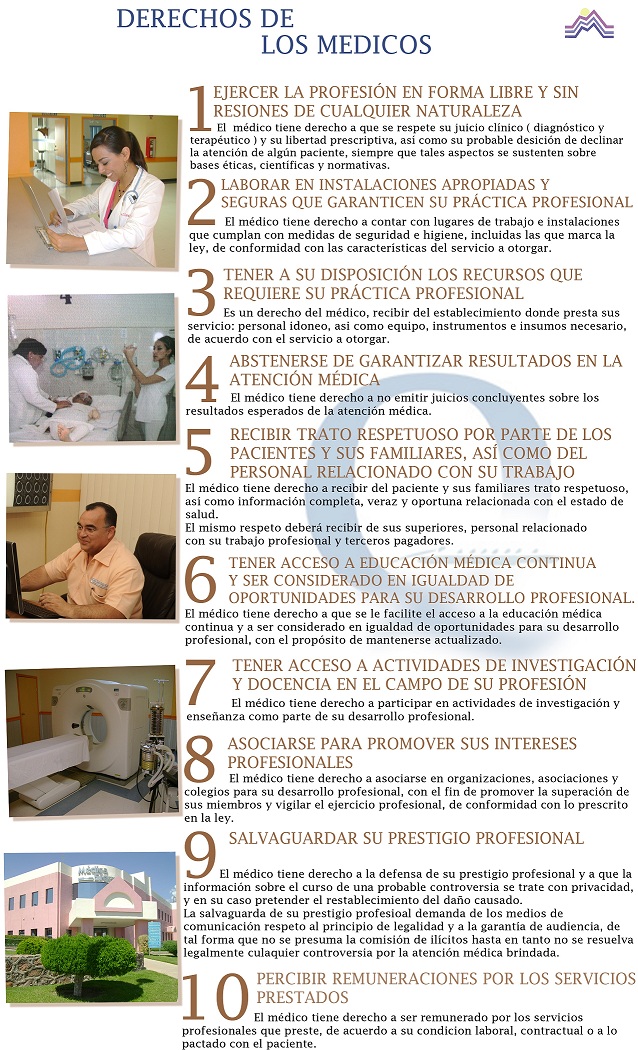 DERECHOS DE
LOS MEDICOS
1 EJERCER LA PROFESIÓN EN FORMA LIBRE Y SIN
RESIONES DE CUALQUIER NATURALEZA
El médico tiene derecho a que se respete su juicio clínico ( diagnóstico y
terapéutico ) y su libertad prescriptiva, asi como su probable desición de declinar
la atención de algún paciente, siempre que tales aspectos se sustenten sobre
bases éticas, cientificas y normativas.
2 LABORAR EN INSTALACIONES APROPIADAS Y
SEGURAS QUE GARANTICEN SU PRÁCTICA PROFESIONAL
El médico tiene derecho a contar con lugares de trabajo e instalaciones
que cumplan con medidas de seguridad e higiene, incluidas las que marca la
ley, de conformidad con las características del servicio a otorgar.
3 TENER A SU DISPOSICIÓN LOS RECURSOS QUE
REQUIERE SU PRÁCTICA PROFESIONAL
Es un derecho del médico, recibir del establecimiento donde presta sus
servicio: personal idoneo, asi como equipo, instrumentos e insumos necesario,
de acuerdo con el servicio a otorgar.
4 ABSTENERSE DE GARANTIZAR RESULTADOS EN LA
ATENCIÓN MÉDICA
El médico tiene derecho a no emitir juicios concluyentes sobre los
resultados esperados de la atención médica.
5 RECIBIR TRATO RESPETUOSO POR PARTE DE LOS
PACIENTES Y SUS FAMILIARES, ASÍ COMO DEL
PERSONAL RELACIONADO CON SU TRABAJO
El médico tiene derecho a recibir del paciente y sus familiares trato respetuoso,
asi como información completa, veraz y oportuna relacionada con el estado de
salud.
El mismo respeto deberá recibir de sus superiores, personal relacionado
con su trabajo profesional y terceros pagadores.
6 TENER ACCESO A EDUCACIÓN MÉDICA CONTINUA
Y SER CONSIDERADO EN IGUALDAD DE
OPORTUNIDADES PARA SU DESARROLLO PROFESIONAL.
El médico tiene derecho a que se le facilite el acceso a la educación médica
continua y a ser considerado en igualdad de oportunidades para su desarrollo
profesional, con el propósito de mantenerse actualizado.
7 TENER ACCESO A ACTIVIDADES DE INVESTIGACIÓN
Y DOCENCIA EN EL CAMPO DE SU PROFESIÓN
El médico tiene derecho a participar en actividades de investigación y
enseñanza como parte de su desarrollo profesional.
8 ASOCIARSE PARA PROMOVER SUS INTERESES
PROFESIONALES
El médico tiene derecho a asociarse en organizaciones, asociaciones y
colegios para su desarrollo profesional, con el fin de promover la superación de
sus miembros y vigilar el ejercicio profesional, de conformidad con lo prescrito
en la ley.
9 SALVAGUARDAR SU PRESTIGIO PROFESIONAL
El médico tiene derecho a la defensa de su prestigio profesional y a que la
información sobre el curso de una probable controversia se trate con privacidad,
y en su caso pretender el restablecimiento del daño causado.
La salvaguarda de su prestigio profesioal demanda de los medios de
comunicación respeto al principio de legalidad y a la garantía de audiencia, de
tal forma que no se presuma la comisión de ilícitos hasta en tanto no se resuelva
legalmente culaquier controversia por la atención médica brindada.
10 PERCIBIR REMUNERACIONES POR LOS SERVICIOS
PRESTADOS
El médico tiene derecho a ser remunerado por los servicios
profesionales que preste, de acuerdo a su condicion laboral, contractual o a lo
pactado con el paciente.
Médica